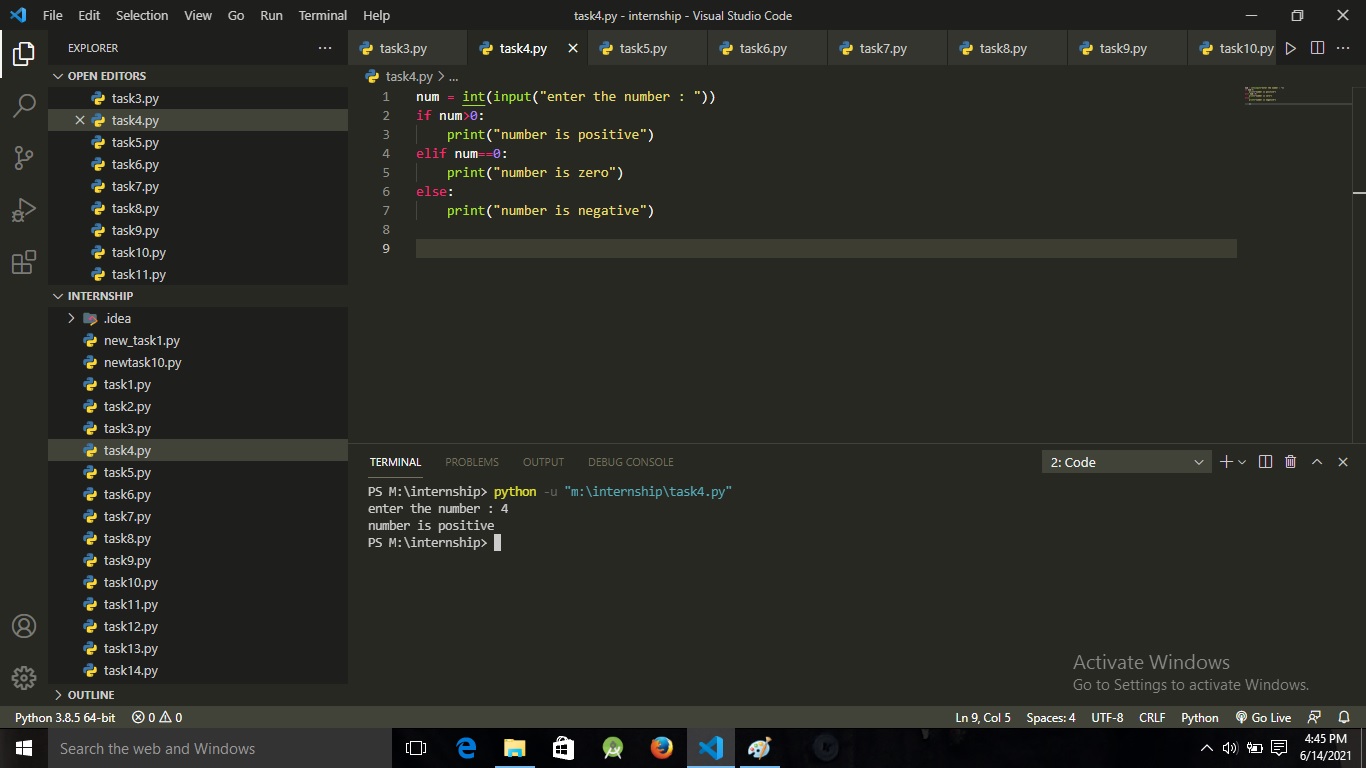 File Edit Selection View Go Run Terminal Help task4.py - internship - Visual Studio Code
EXPLORER
OPEN EDITORS
task3.py
task4.py
task5.py
task6.py
task7.py
task8.py
task9.py
task10.py
task11.py
INTERNSHIP
.idea
new_task1.py
newtask10.py
task1.py
task2.py
task3.py
task4.py
task5.py
task6.py
task7.py
task8.py
task9.py
task10.py
task11.py
task12.py
task13.py
task14.py
OUTLINE
task3.py task4.py task5.py task6.py task7.py task8.py task9.py task10.py
task4.py > ...
1 num = int(input("enter the number : "))
2 if num>0:
3 print("number is positive")
4 elif num==0:
5 print("number is zero")
6 else:
7 print("number is negative")
8
9
TERMINAL PROBLEMS OUTPUT DEBUG CONSOLE 2: Code
PS M:\internship> python -u "m:\internship\task4.py"
enter the number : 4
number is positive
PS M:\internship>
Activate Windows
Go to Settings to activate Windows.
Python 3.8.5 64-bit 0 0 Ln 9, Col 5 Spaces: 4 UTF-8 CRLF Python Go Live
Search the web and Windows
4:45 PM
6/14/2021